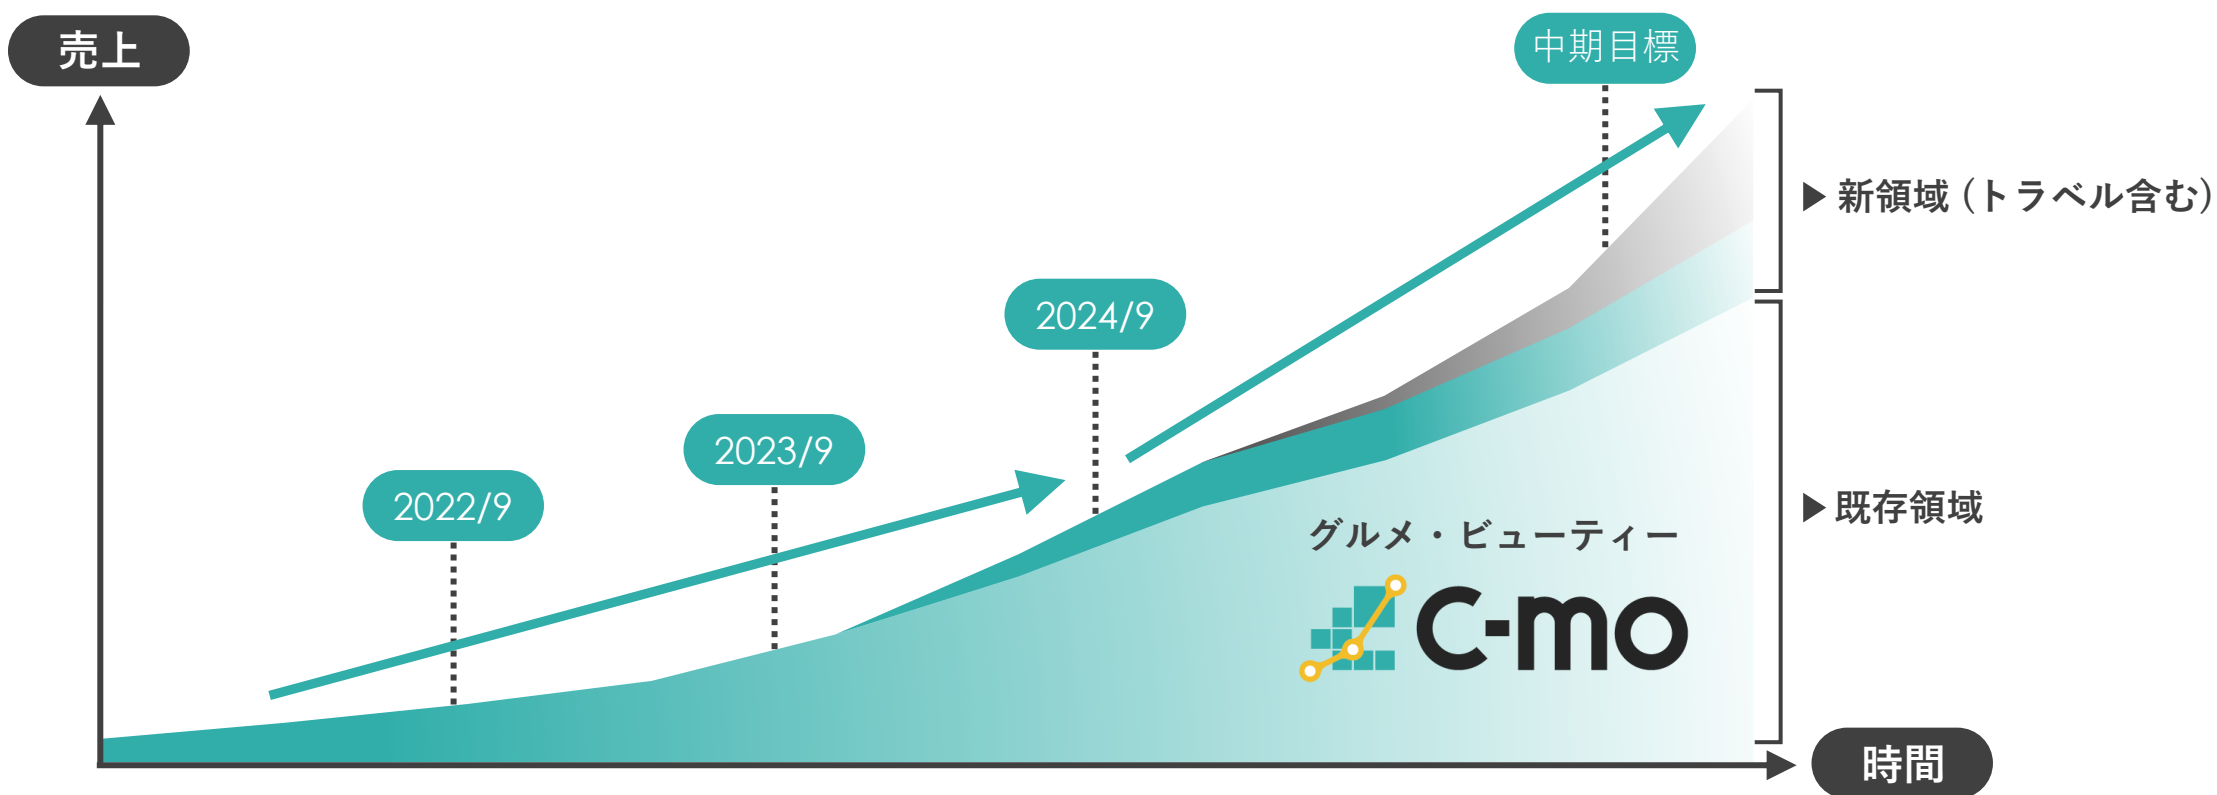 売上
中期目標
新領域 (トラベル含む)
2024/9
2023/9
2022/9
既存領域
グルメ・ビューティー
C-mo
時間